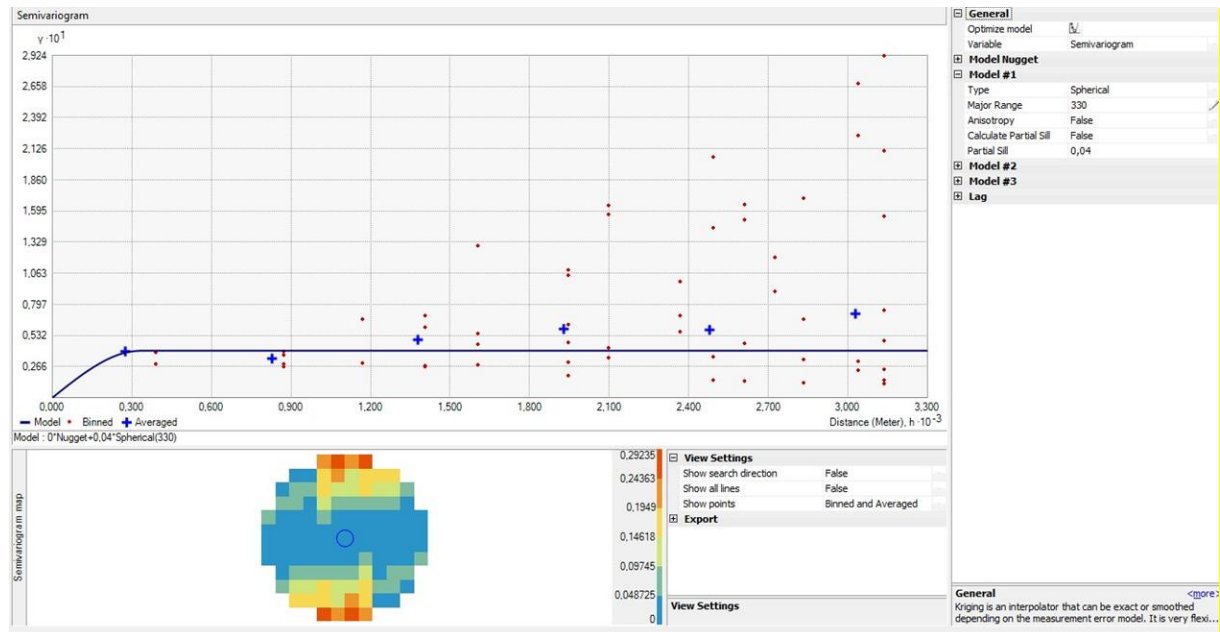 Semivariogram
γ·10¹
2,924
2,658
2,392
2,126
1,860
1,595
1,329
1,063
0,797
0,532
0,266
0,000 0,300 0,600 0,900 1,200 1,500 1,800 2,100 2,400 2,700 3,000 3,300
Distance (Meter), h·10⁻³
Model Binned Averaged
Model : 0*Nugget+0,04*Spherical(330)
General
Optimize model
Variable Semivariogram
Model Nugget
Model #1
Type Spherical
Major Range 330
Anisotropy False
Calculate Partial Sill False
Partial Sill 0,04
Model #2
Model #3
Lag
Semivariogram map
0,29235
0,24363
0,1949
0,14618
0,09745
0,048725
0
View Settings
Show search direction False
Show all lines False
Show points Binned and Averaged
Export
View Settings
General <more>
Kriging is an interpolator that can be exact or smoothed
depending on the measurement error model. It is very flexi...